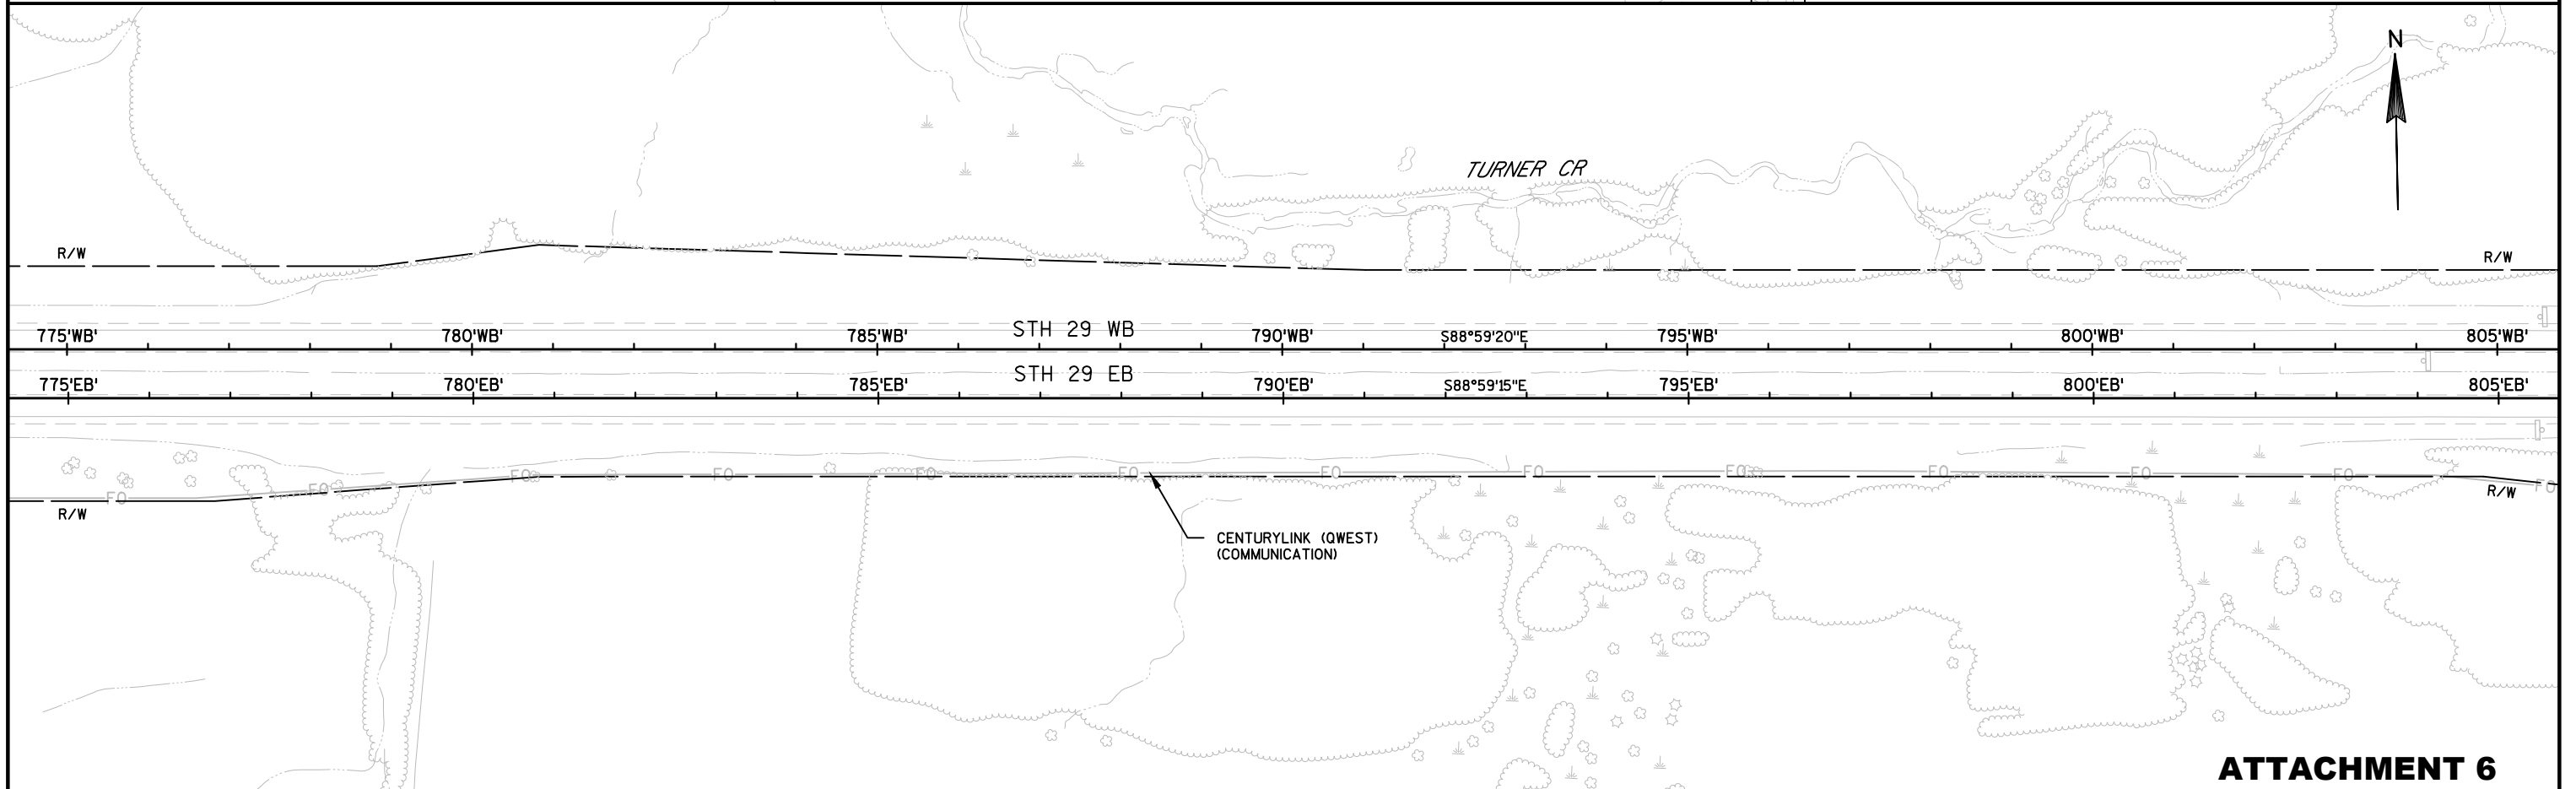 N
TURNER CR
R/W
R/W
775'WB' 780'WB' 785'WB' STH 29 WB 790'WB' S88°59'20"E 795'WB' 800'WB' 805'WB'
STH 29 EB
775'EB' 780'EB' 785'EB' 790'EB' S88°59'15"E 795'EB' 800'EB' 805'EB'
FO FO FO FO FO FO FO FO FO FO FO FO FO
R/W
R/W
CENTURYLINK (QWEST)
(COMMUNICATION)
ATTACHMENT 6